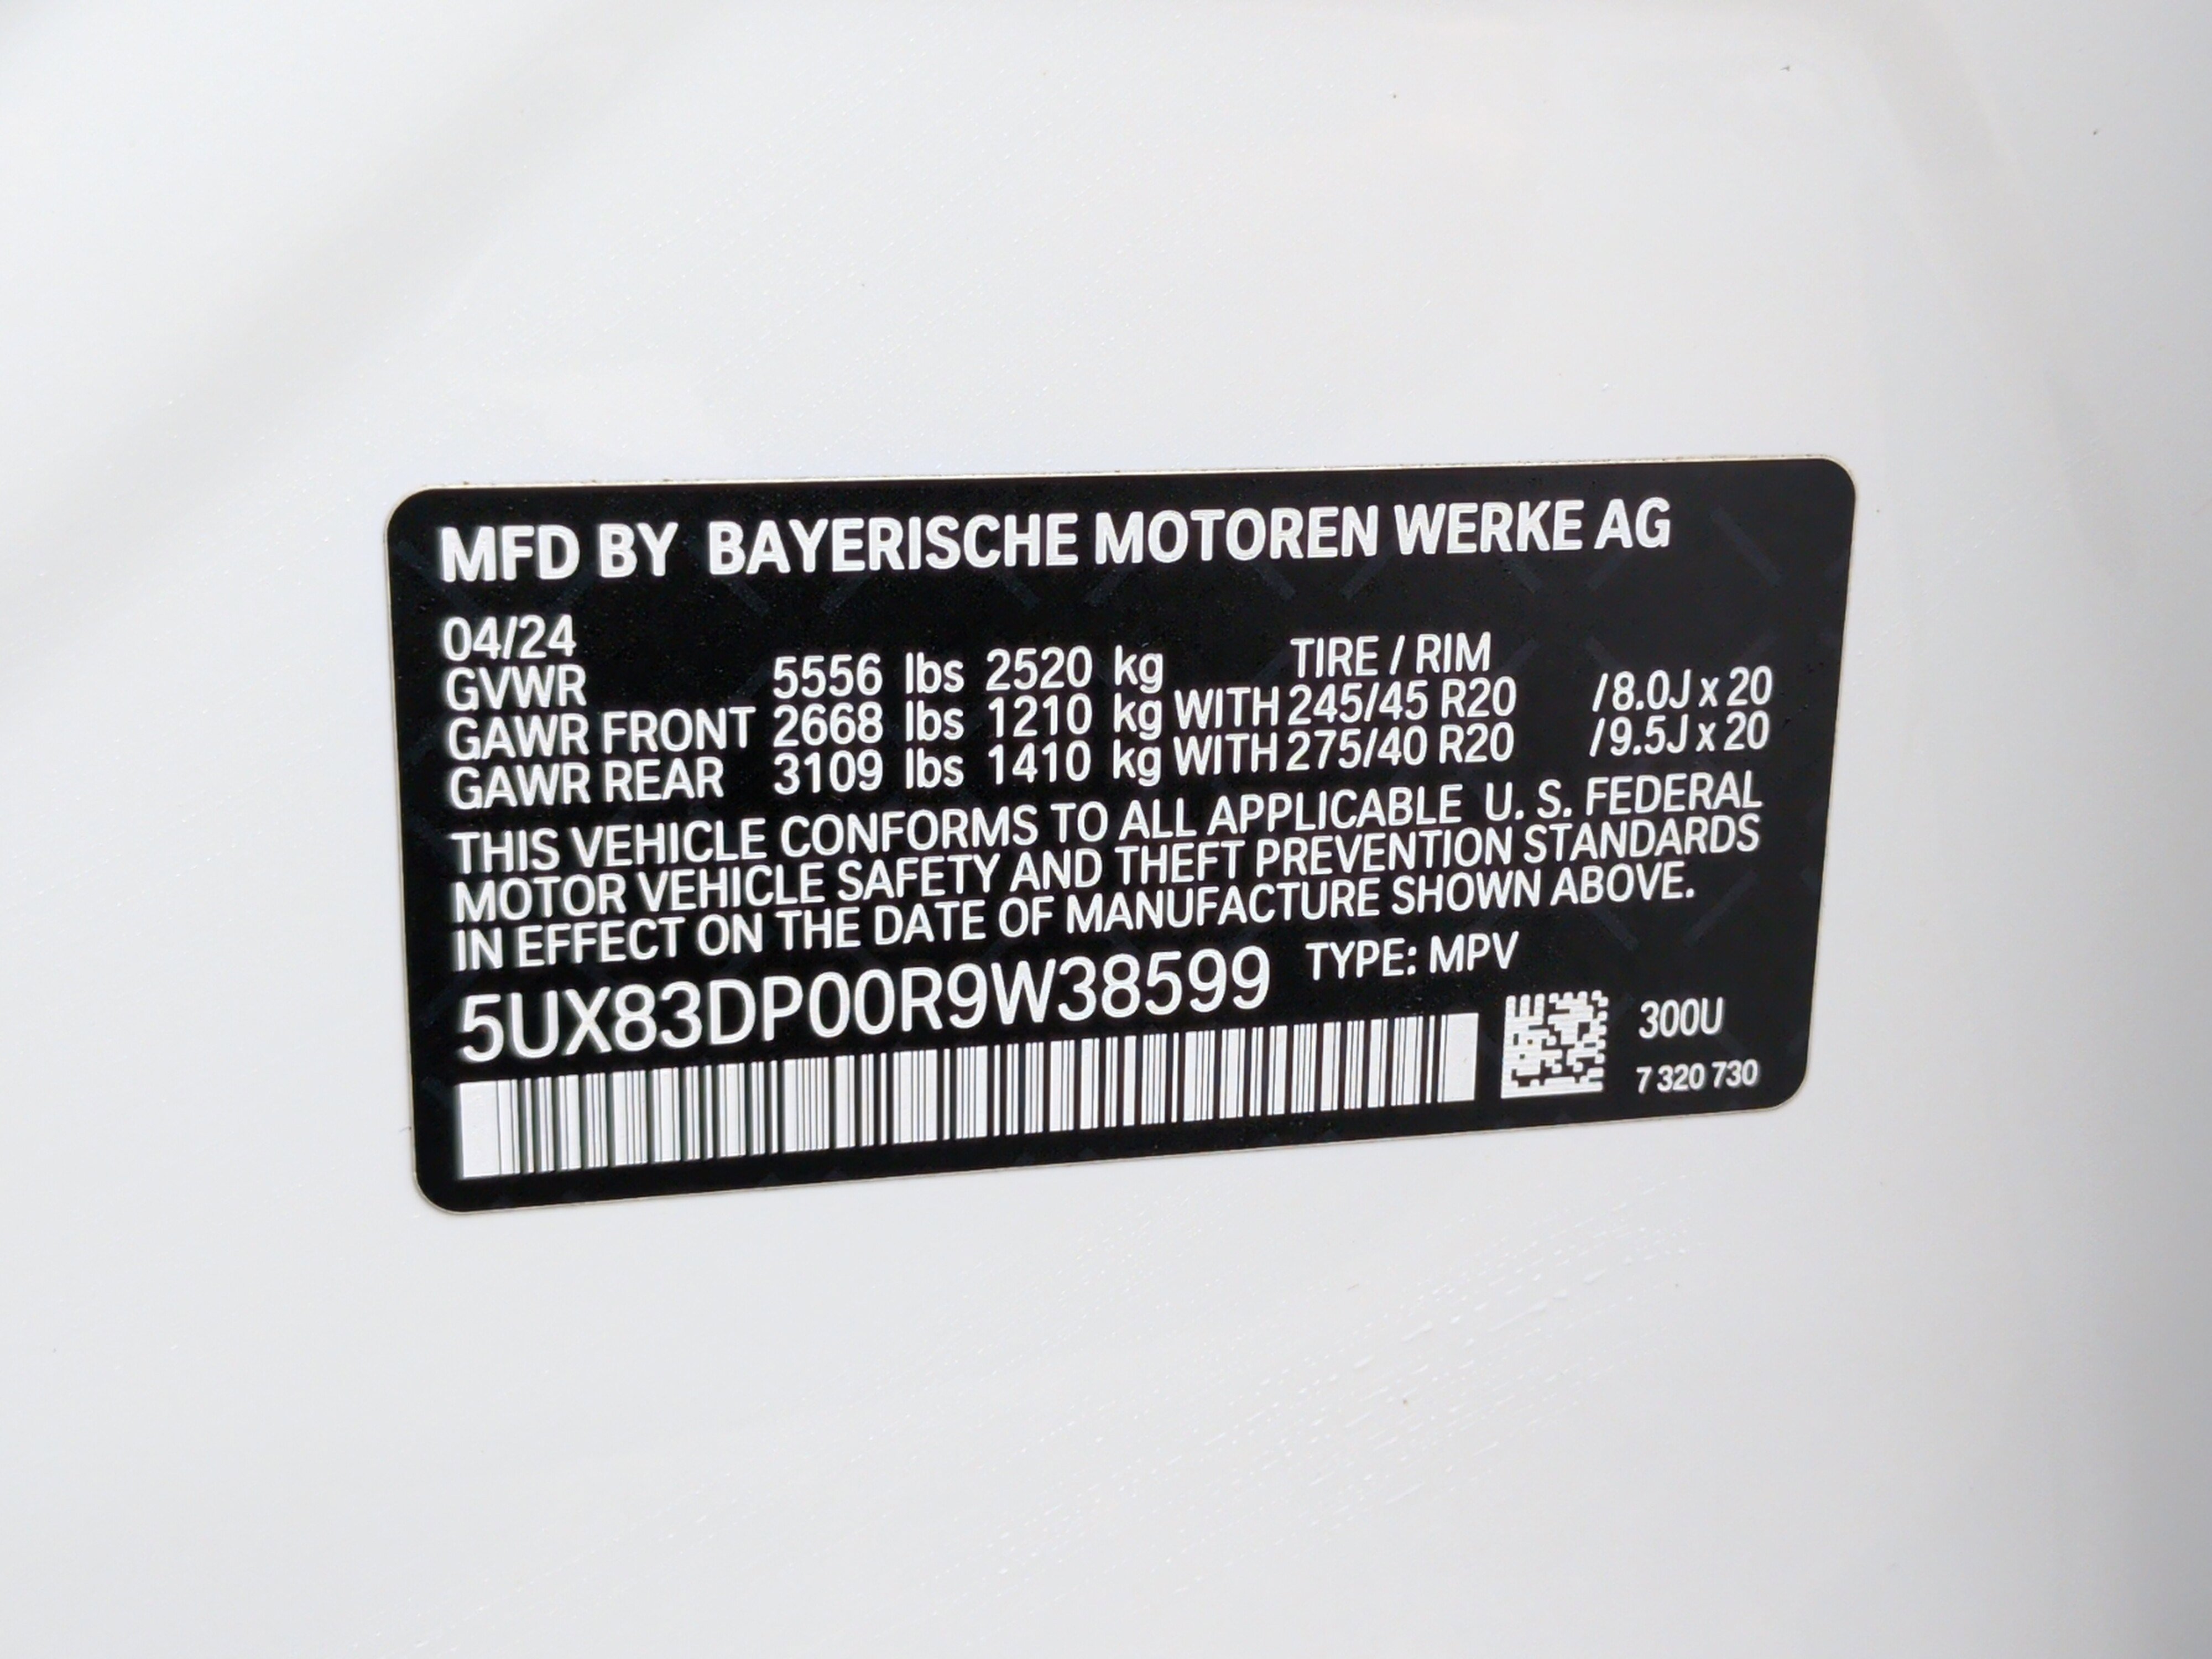 MFD BY BAYERISCHE MOTOREN WERKE AG
04/24 TIRE / RIM
GVWR 5556 lbs 2520 kg
GAWR FRONT 2668 lbs 1210 kg WITH 245/45 R20 /8.0J x 20
GAWR REAR 3109 lbs 1410 kg WITH 275/40 R20 /9.5J x 20
THIS VEHICLE CONFORMS TO ALL APPLICABLE U. S. FEDERAL
MOTOR VEHICLE SAFETY AND THEFT PREVENTION STANDARDS
IN EFFECT ON THE DATE OF MANUFACTURE SHOWN ABOVE.
5UX83DP00R9W38599 TYPE: MPV
300U
7 320 730